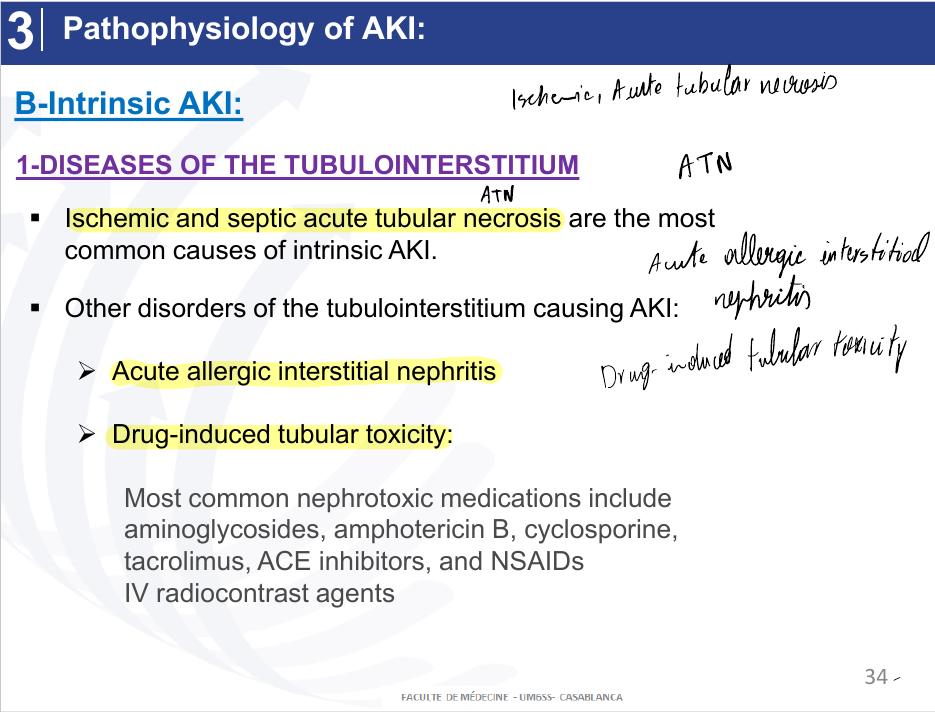 3 Pathophysiology of AKI:
B-Intrinsic AKI:
Ischemic, Acute tubular necrosis
1-DISEASES OF THE TUBULOINTERSTITIUM
ATN
ATN
▪ Ischemic and septic acute tubular necrosis are the most
common causes of intrinsic AKI.
Acute allergic interstitial
nephritis
▪ Other disorders of the tubulointerstitium causing AKI:
Drug-induced tubular toxicity
➢ Acute allergic interstitial nephritis
➢ Drug-induced tubular toxicity:
Most common nephrotoxic medications include
aminoglycosides, amphotericin B, cyclosporine,
tacrolimus, ACE inhibitors, and NSAIDs
IV radiocontrast agents
34
FACULTE DE MÉDECINE - UM6SS- CASABLANCA